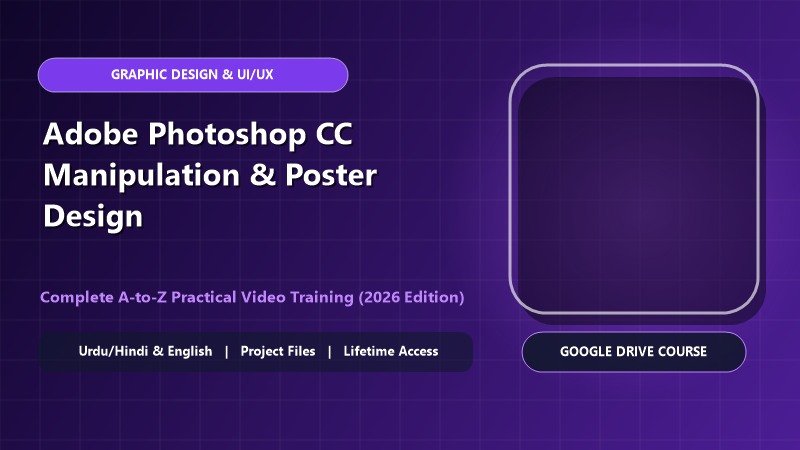 GRAPHIC DESIGN & UI/UX
Adobe Photoshop CC
Manipulation & Poster
Design
Complete A-to-Z Practical Video Training (2026 Edition)
Urdu/Hindi & English | Project Files | Lifetime Access
GOOGLE DRIVE COURSE